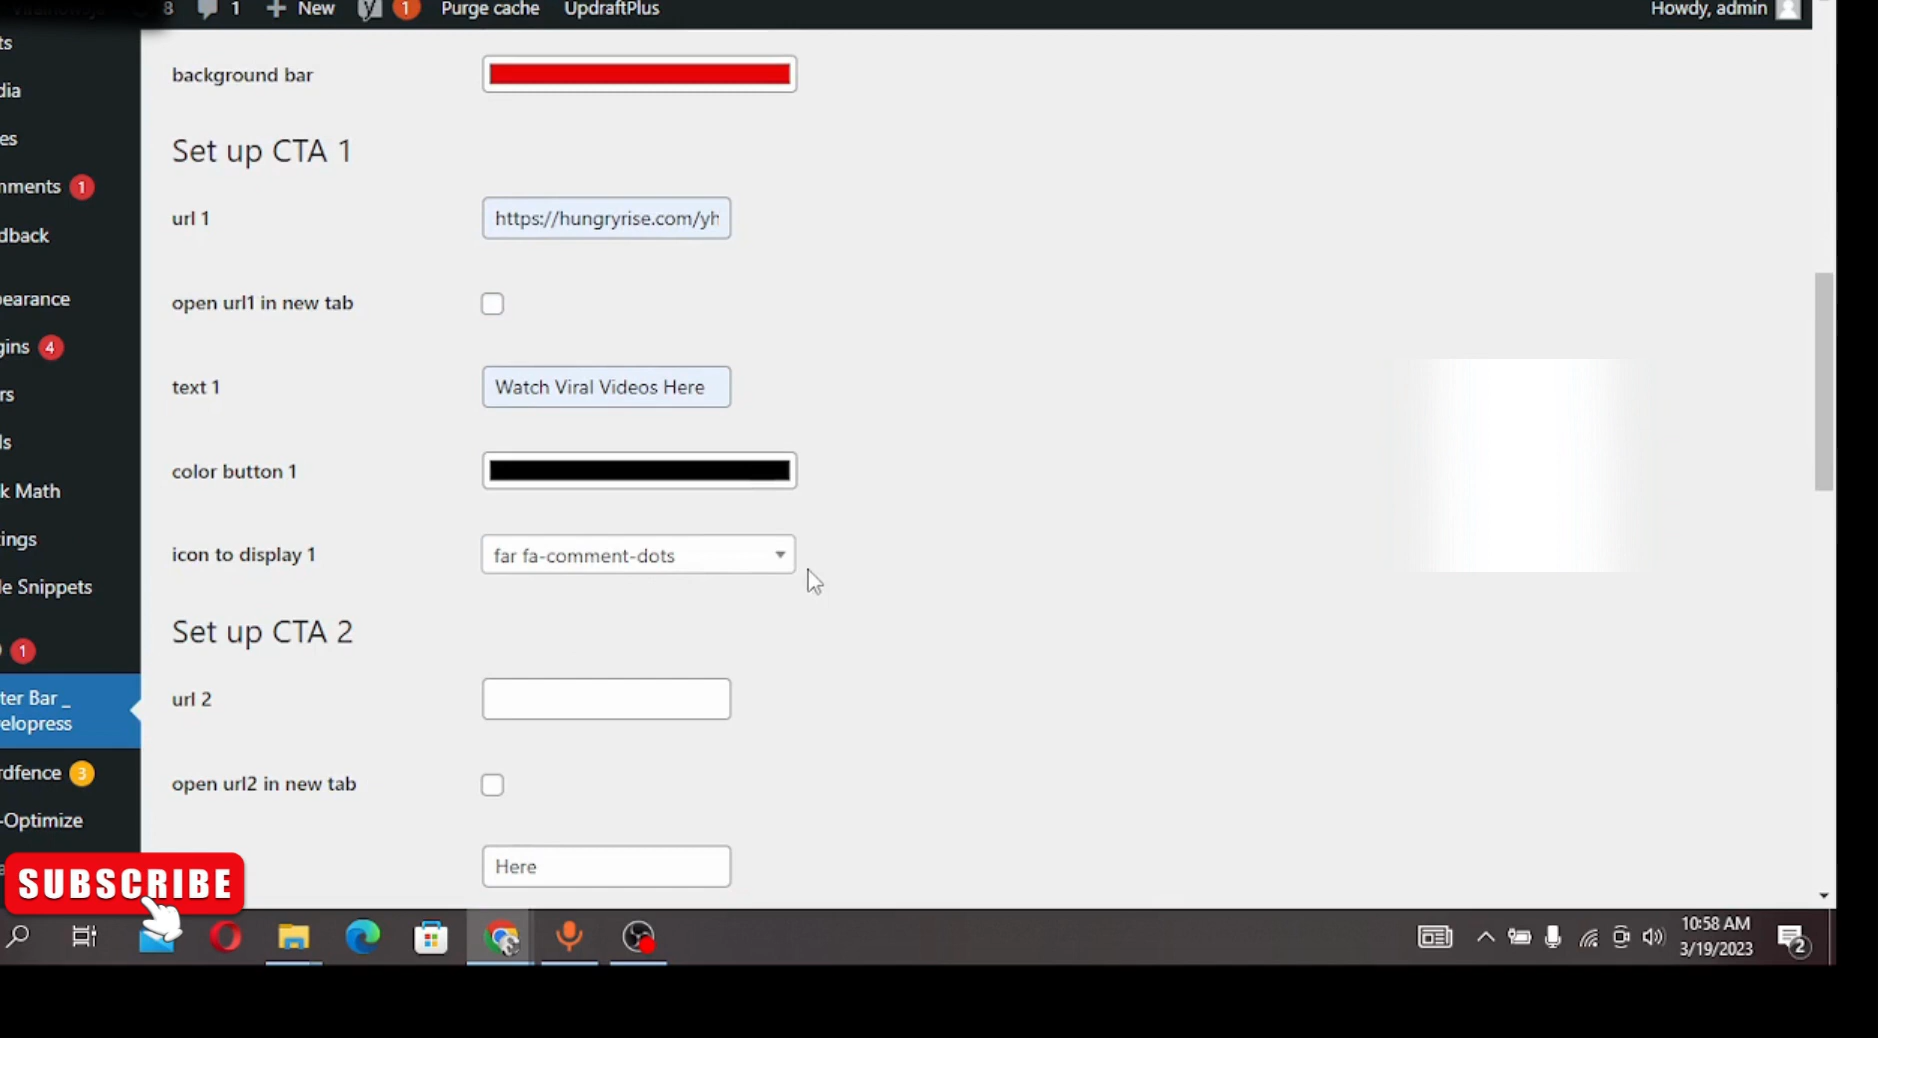 8 1 New 1 Purge cache UpdraftPlus Howdy, admin
ts
dia
es
mments 1
dback
pearance
gins 4
rs
ls
k Math
ings
le Snippets
1
ter Bar _
elopress
rdfence 3
-Optimize
background bar
Set up CTA 1
url 1 https://hungryrise.com/yh
open url1 in new tab
text 1 Watch Viral Videos Here
color button 1
icon to display 1 far fa-comment-dots
Set up CTA 2
url 2
open url2 in new tab
Here
SUBSCRIBE
10:58 AM
3/19/2023
2